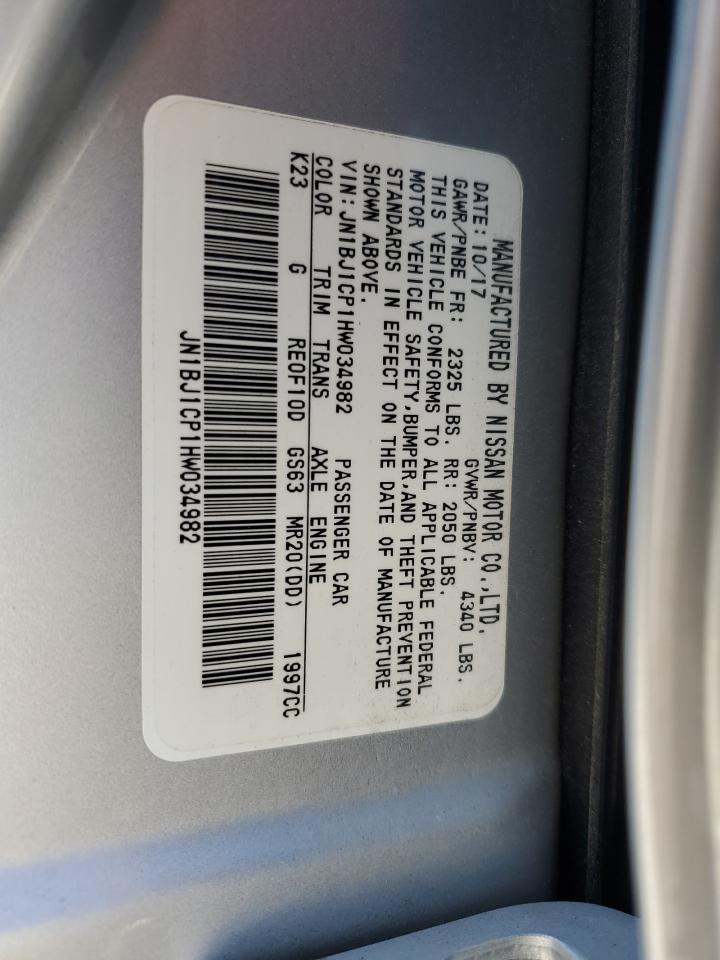 MANUFACTURED BY NISSAN MOTOR CO.,LTD.
DATE: 10/17 GVWR/PNBV: 4340 LBS.
GAWR/PNBE FR: 2325 LBS. RR: 2050 LBS.
THIS VEHICLE CONFORMS TO ALL APPLICABLE FEDERAL
MOTOR VEHICLE SAFETY,BUMPER,AND THEFT PREVENTION
STANDARDS IN EFFECT ON THE DATE OF MANUFACTURE
SHOWN ABOVE.
VIN: JN1BJ1CP1HW034982 PASSENGER CAR
COLOR TRIM TRANS AXLE ENGINE
K23 G RE0F10D GS63 MR20(DD) 1997CC
JN1BJ1CP1HW034982